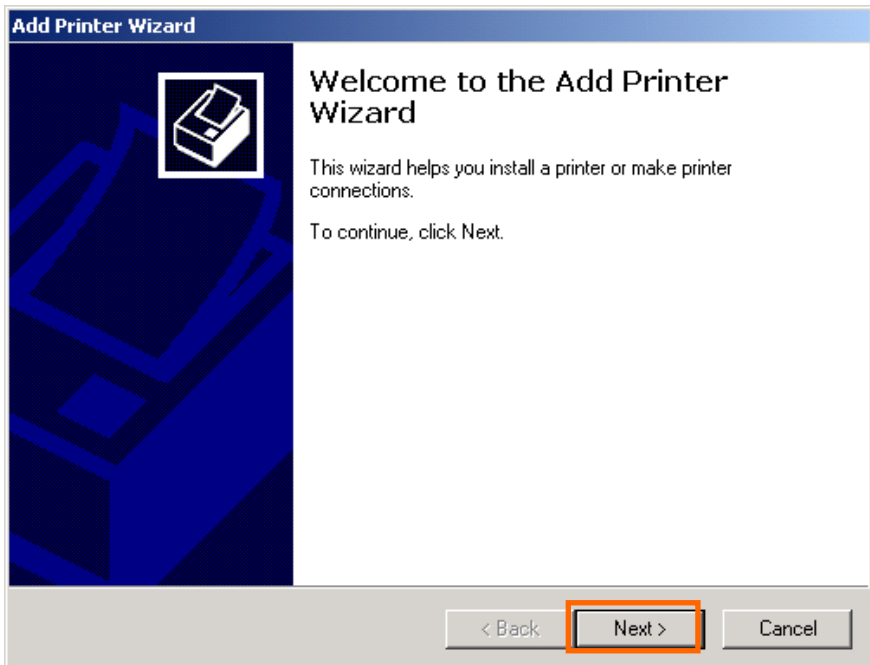 Add Printer Wizard
Welcome to the Add Printer
Wizard
This wizard helps you install a printer or make printer
connections.
To continue, click Next.
< Back
Next >
Cancel